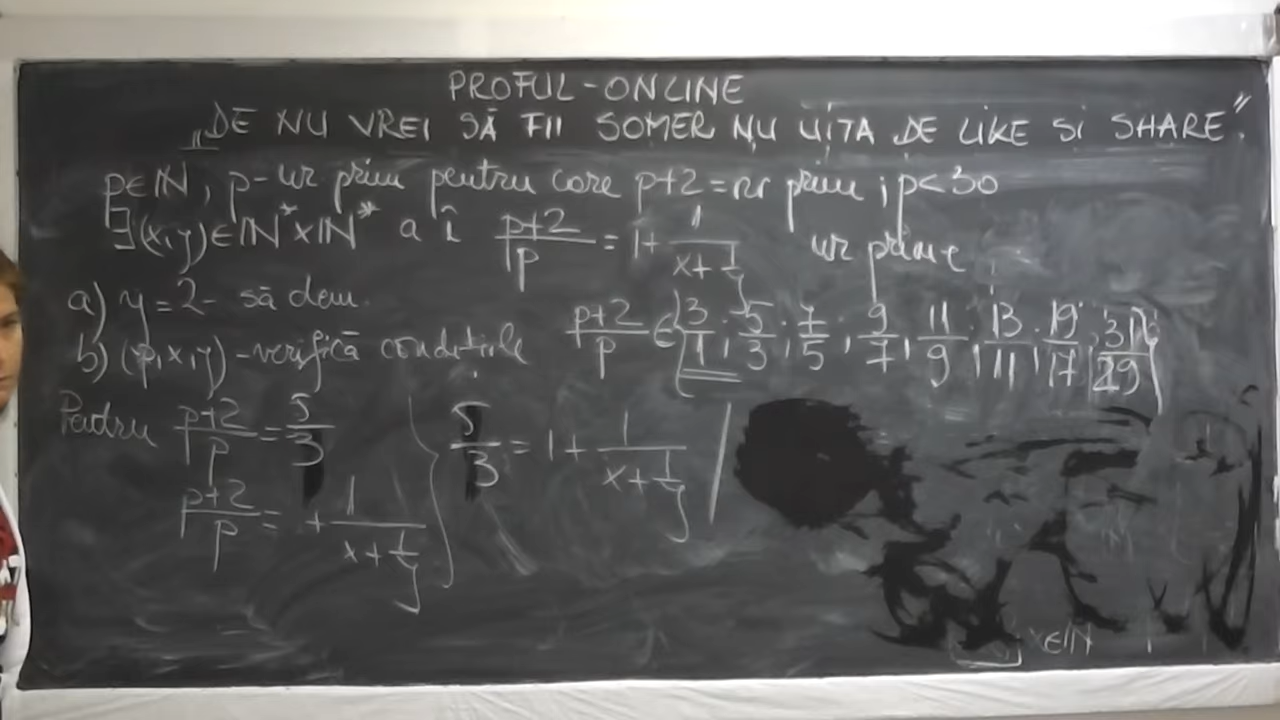 PROFUL-ONLINE
„DE NU VREI SĂ FII SOMER NU UITA DE LIKE SI SHARE”
p∈ℕ, p-nr prim pentru care p+2=nr prim ; p<30
∃(x,y)∈ℕ*×ℕ* a î (p+2)/p = 1+1/(x+1/y) nr prime
a) y=2- să dem.
b) (p,x,y)-verifică condițiile (p+2)/p ∈ {3/1; 5/3; 7/5; 9/7; 11/9; 13/11; 19/17; 31/29}
Pentru (p+2)/p = 5/3
5/3 = 1+1/(x+1/y) |
(p+2)/p = +1/(x+1/y)
x∈ℕ